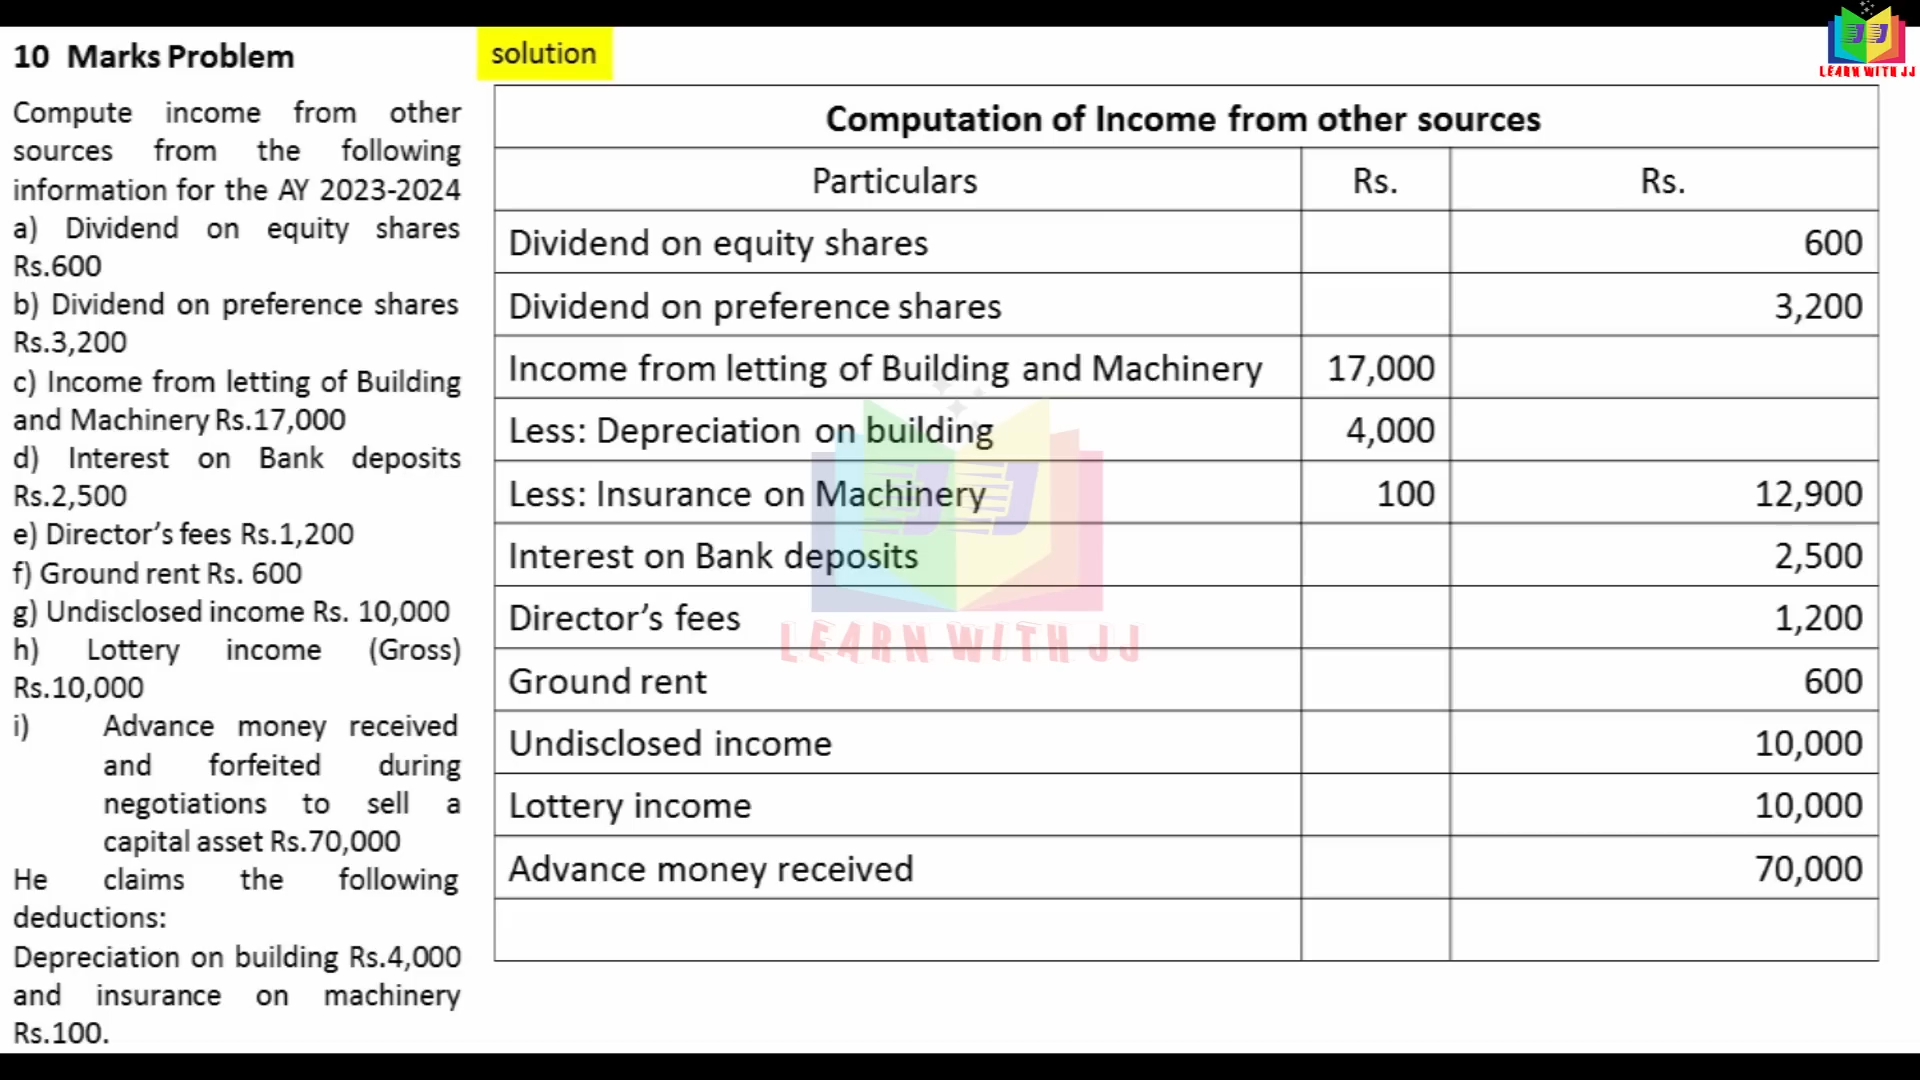 10 Marks Problem
Compute income from other
sources from the following
information for the AY 2023-2024
a) Dividend on equity shares
Rs.600
b) Dividend on preference shares
Rs.3,200
c) Income from letting of Building
and Machinery Rs.17,000
d) Interest on Bank deposits
Rs.2,500
e) Director’s fees Rs.1,200
f) Ground rent Rs. 600
g) Undisclosed income Rs. 10,000
h) Lottery income (Gross)
Rs.10,000
i) Advance money received
and forfeited during
negotiations to sell a
capital asset Rs.70,000
He claims the following
deductions:
Depreciation on building Rs.4,000
and insurance on machinery
Rs.100.
solution
Computation of Income from other sources
Particulars Rs. Rs.
Dividend on equity shares 600
Dividend on preference shares 3,200
Income from letting of Building and Machinery 17,000
Less: Depreciation on building 4,000
Less: Insurance on Machinery 100 12,900
Interest on Bank deposits 2,500
Director’s fees 1,200
Ground rent 600
Undisclosed income 10,000
Lottery income 10,000
Advance money received 70,000
JJ
LEARN WITH JJ
JJ
LEARN WITH JJ